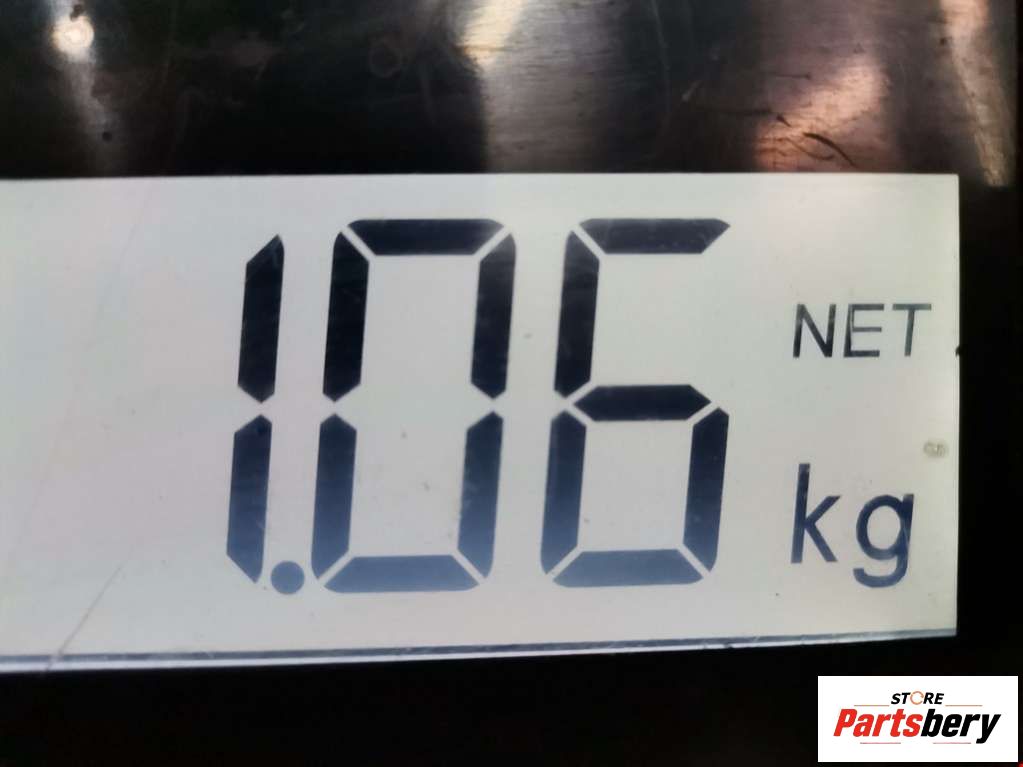 1.06
NET
kg
STORE
Partsbery